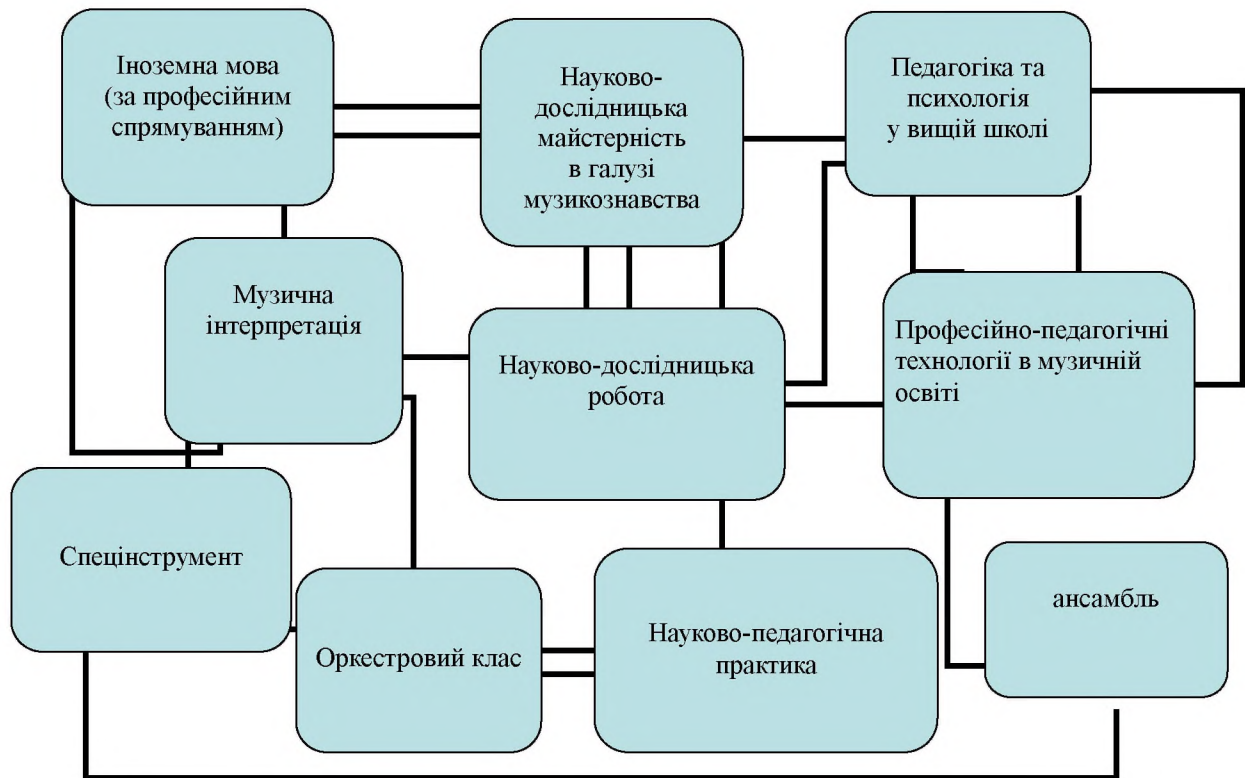 Іноземна мова
(за професійним
спрямуванням)
Науково-
дослідницька
майстерність
в галузі
музикознавства
Педагогіка та
психологія
у вищій школі
Музична
інтерпретація
Науково-дослідницька
робота
Професійно-педагогічні
технології в музичній
освіті
Спецінструмент
Оркестровий клас
Науково-педагогічна
практика
ансамбль